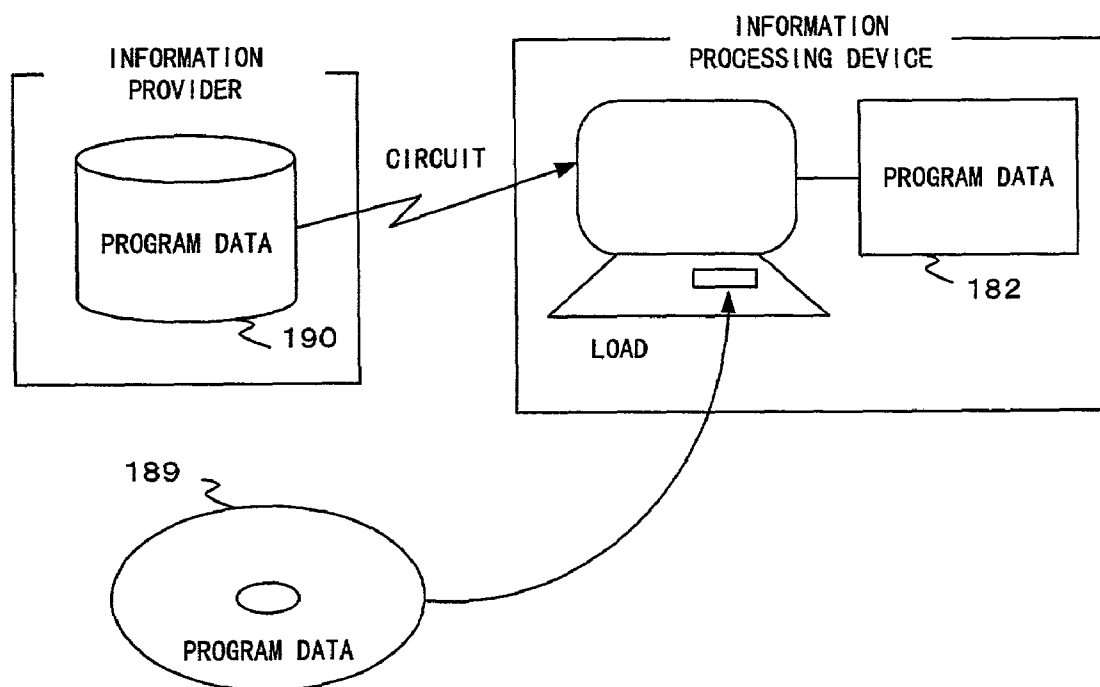 INFORMATION
PROVIDER
PROGRAM DATA
190
CIRCUIT
INFORMATION
PROCESSING DEVICE
PROGRAM DATA
182
LOAD
189
PROGRAM DATA